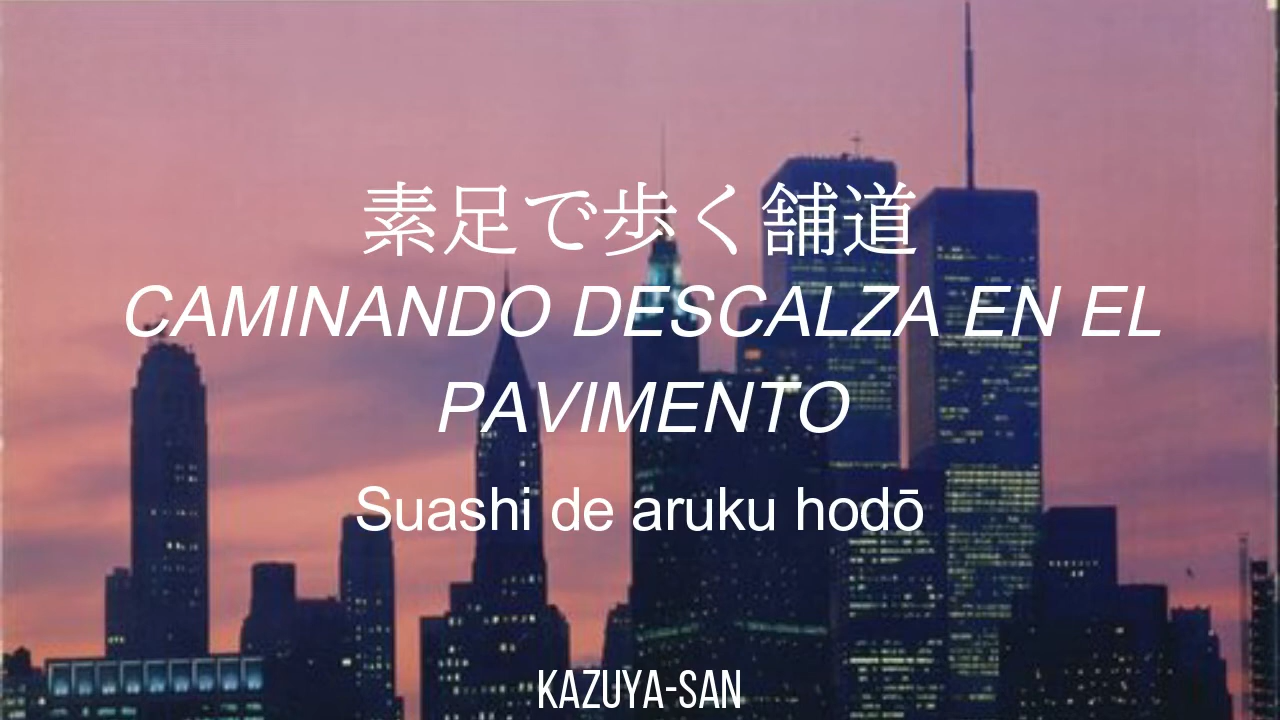 素足で歩く舗道
CAMINANDO DESCALZA EN EL
PAVIMENTO
Suashi de aruku hodō
KAZUYA-SAN